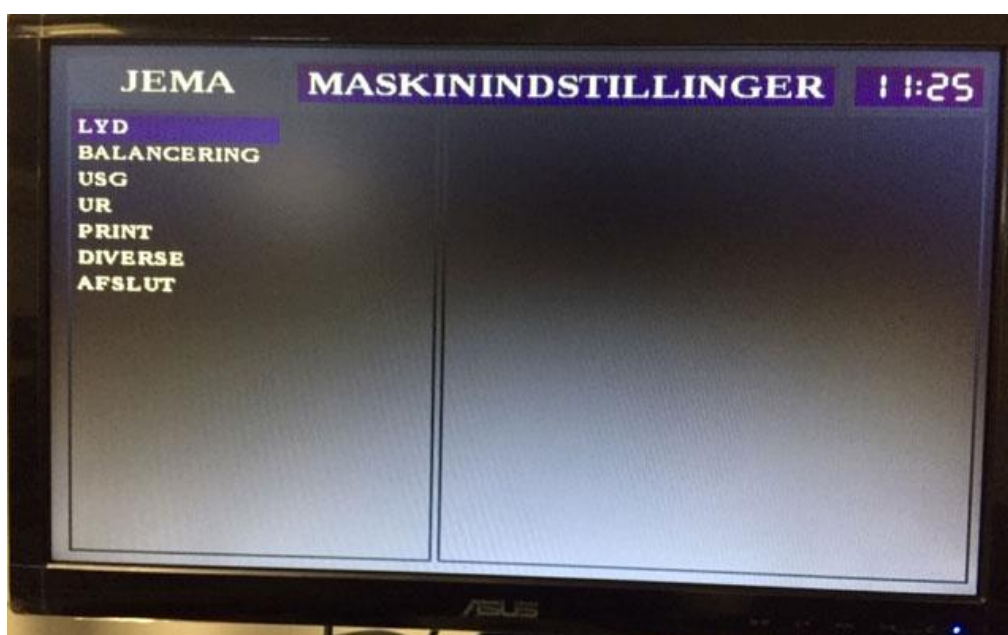 JEMA MASKININDSTILLINGER 11:25
LYD
BALANCERING
USG
UR
PRINT
DIVERSE
AFSLUT
ASUS